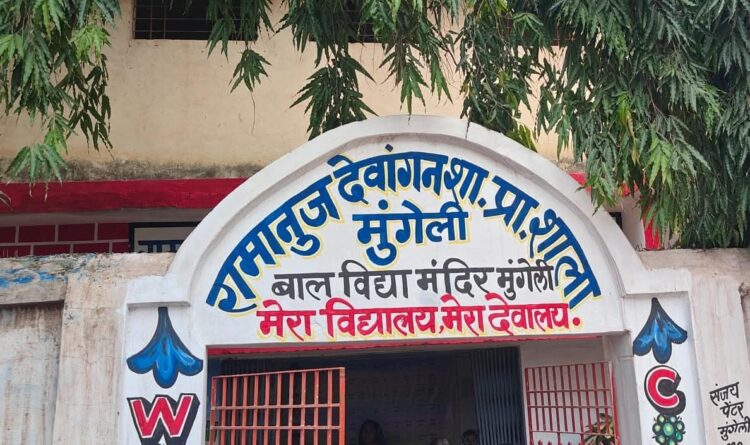 रामानुज देवांगन शा. प्रा. शाला
मुंगेली
बाल विद्या मंदिर मुंगेली
मेरा विद्यालय, मेरा देवालय.
W
C
संजय
पेंटर
मुंगेली